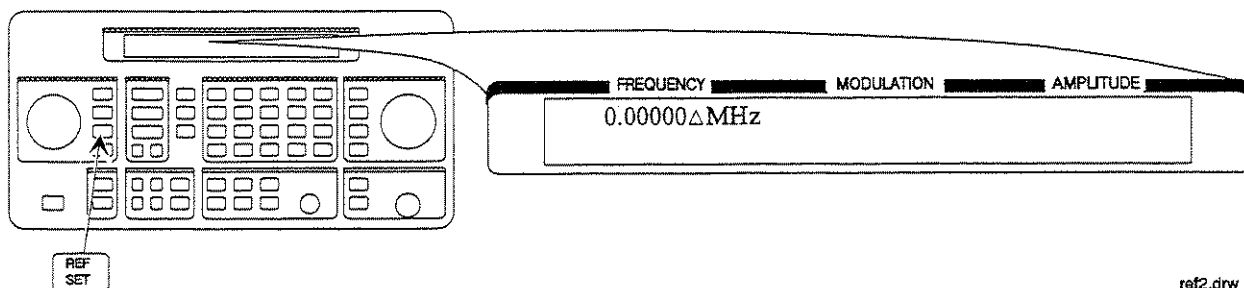 FREQUENCY MODULATION AMPLITUDE
0.00000△MHz
REF
SET
ref2.drw